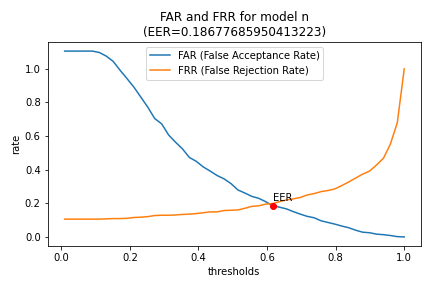 FAR and FRR for model n
(EER=0.18677685950413223)
FAR (False Acceptance Rate)
FRR (False Rejection Rate)
rate
1.0
0.8
0.6
0.4
0.2
0.0
EER
0.0 0.2 0.4 0.6 0.8 1.0
thresholds